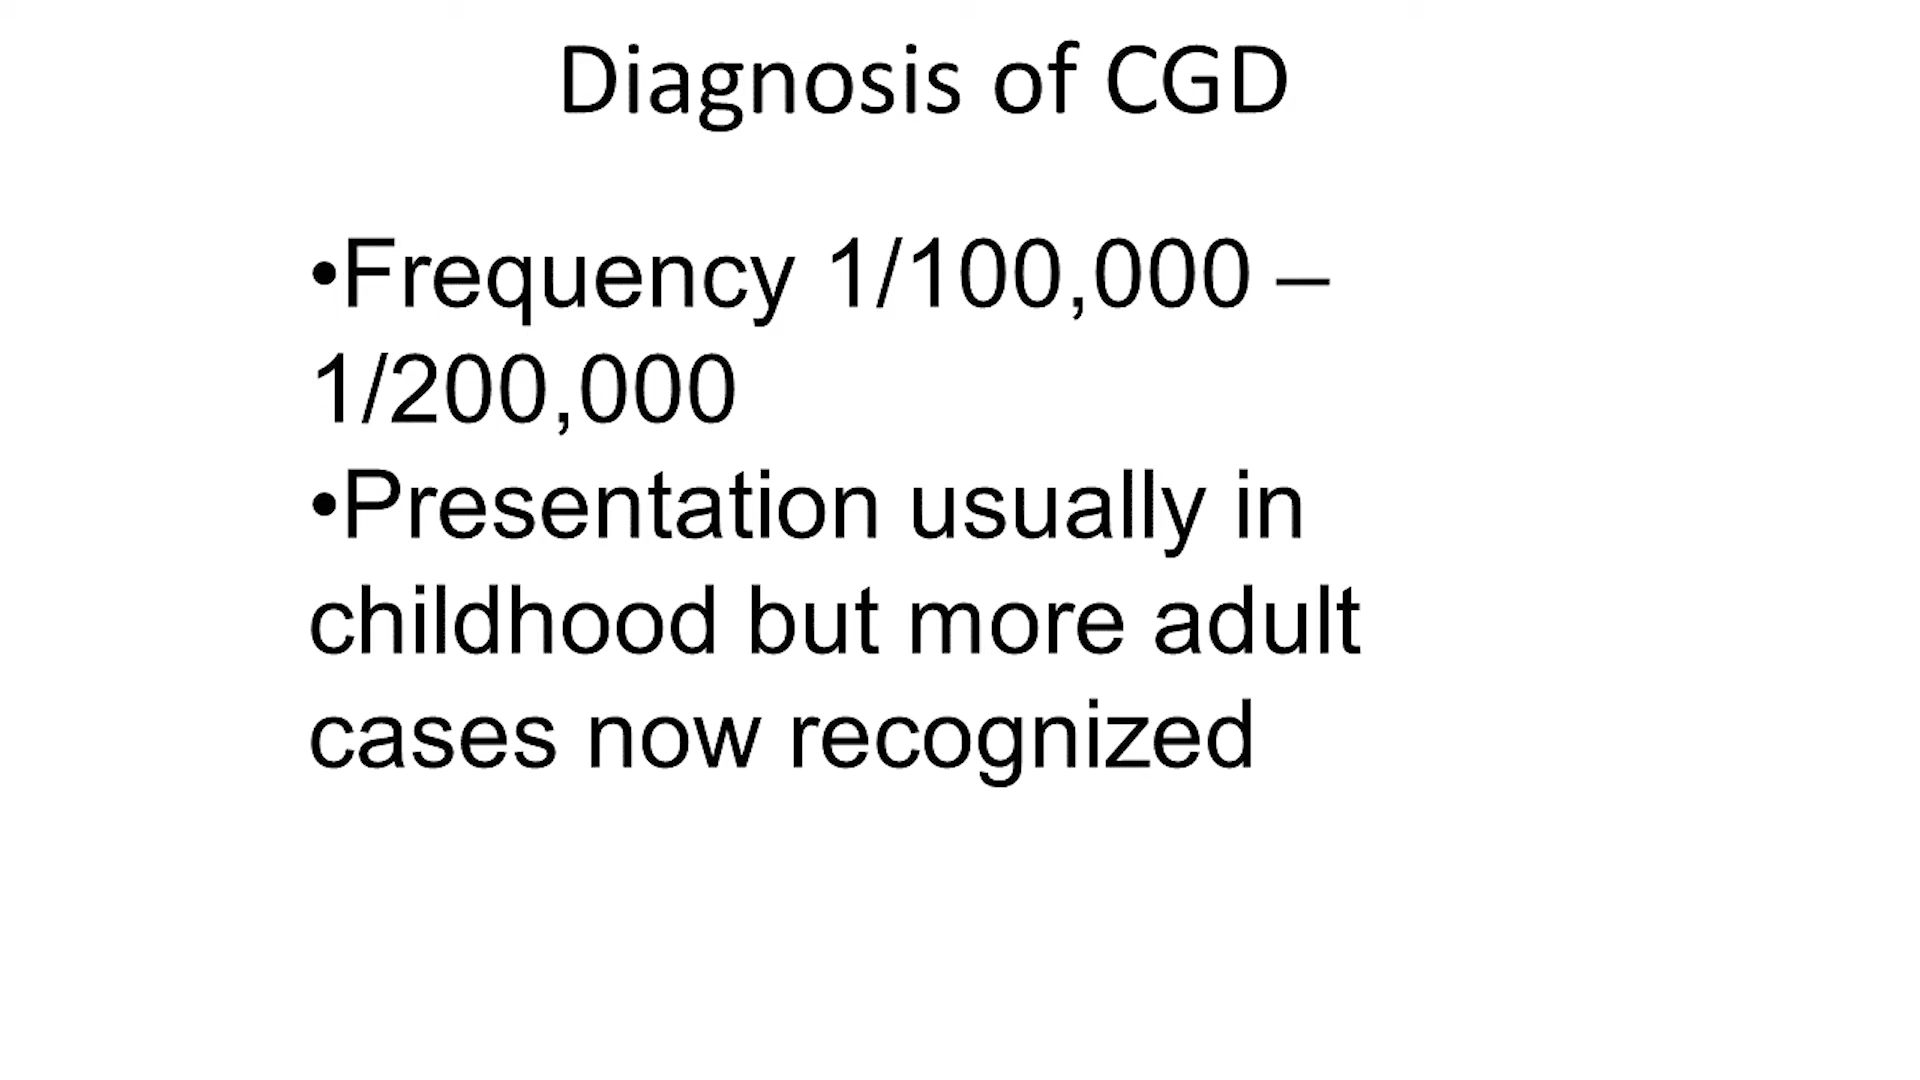 Diagnosis of CGD
•Frequency 1/100,000 –
1/200,000
•Presentation usually in
childhood but more adult
cases now recognized